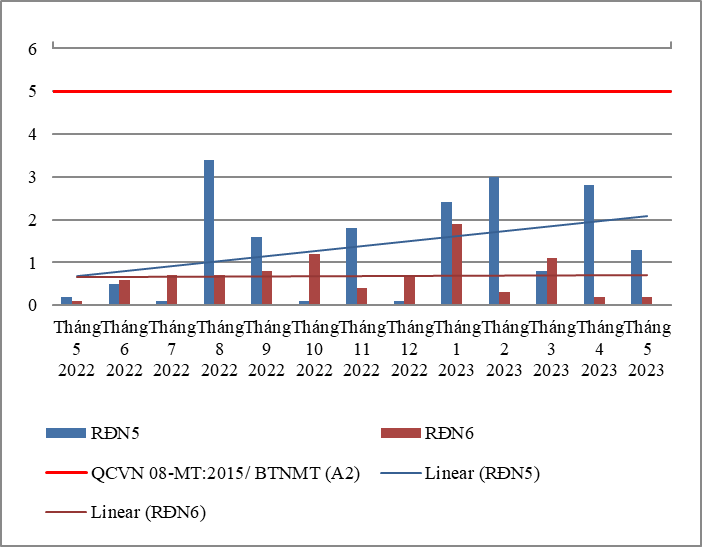 6
5
4
3
2
1
0
Tháng Tháng Tháng Tháng Tháng Tháng Tháng Tháng Tháng Tháng Tháng Tháng Tháng
5 6 7 8 9 10 11 12 1 2 3 4 5
2022 2022 2022 2022 2022 2022 2022 2022 2023 2023 2023 2023 2023
RĐN5 RĐN6
QCVN 08-MT:2015/ BTNMT (A2) Linear (RĐN5)
Linear (RĐN6)